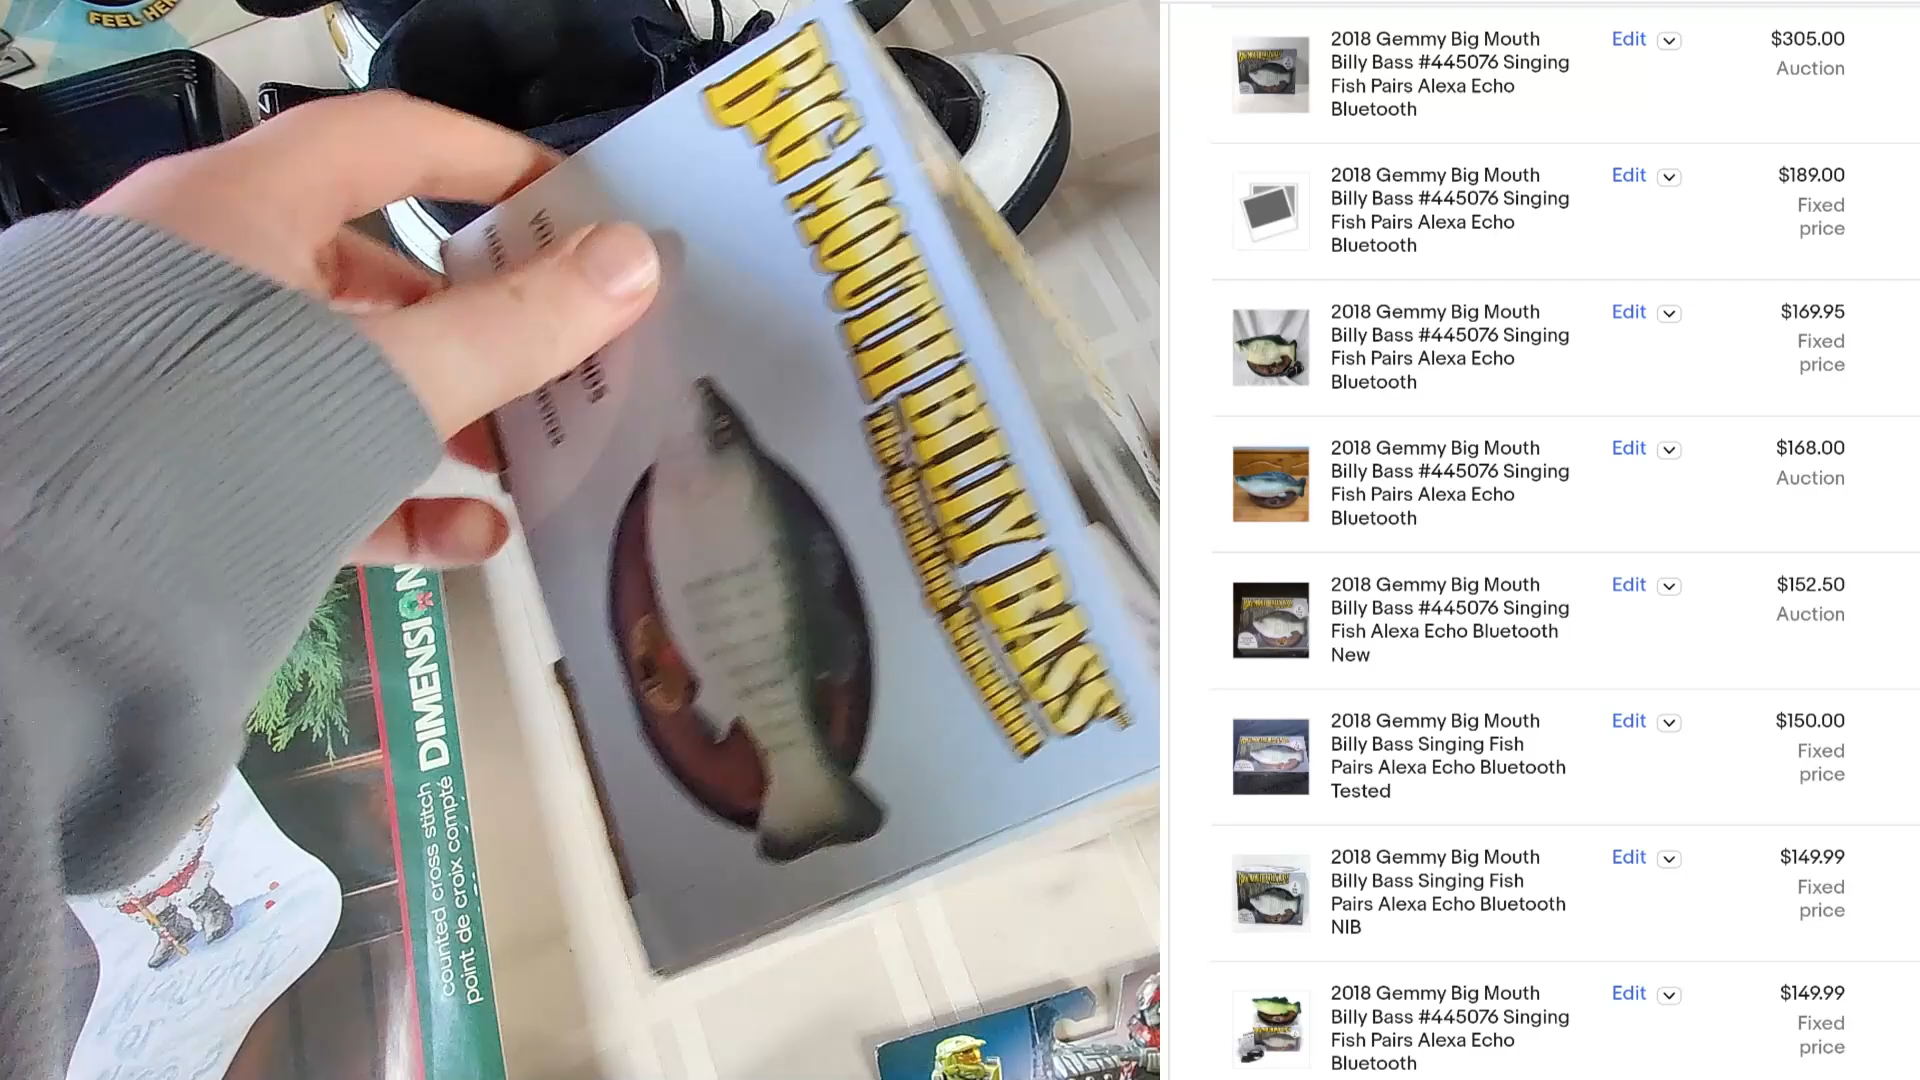 FEEL HER
BIG MOUTH BILLY BASS
The Singing Sensation
DIMENSION
counted cross stitch
point de croix compté
2018 Gemmy Big Mouth
Billy Bass #445076 Singing
Fish Pairs Alexa Echo
Bluetooth
Edit
$305.00
Auction
2018 Gemmy Big Mouth
Billy Bass #445076 Singing
Fish Pairs Alexa Echo
Bluetooth
Edit
$189.00
Fixed
price
2018 Gemmy Big Mouth
Billy Bass #445076 Singing
Fish Pairs Alexa Echo
Bluetooth
Edit
$169.95
Fixed
price
2018 Gemmy Big Mouth
Billy Bass #445076 Singing
Fish Pairs Alexa Echo
Bluetooth
Edit
$168.00
Auction
2018 Gemmy Big Mouth
Billy Bass #445076 Singing
Fish Alexa Echo Bluetooth
New
Edit
$152.50
Auction
2018 Gemmy Big Mouth
Billy Bass Singing Fish
Pairs Alexa Echo Bluetooth
Tested
Edit
$150.00
Fixed
price
2018 Gemmy Big Mouth
Billy Bass Singing Fish
Pairs Alexa Echo Bluetooth
NIB
Edit
$149.99
Fixed
price
2018 Gemmy Big Mouth
Billy Bass #445076 Singing
Fish Pairs Alexa Echo
Bluetooth
Edit
$149.99
Fixed
price